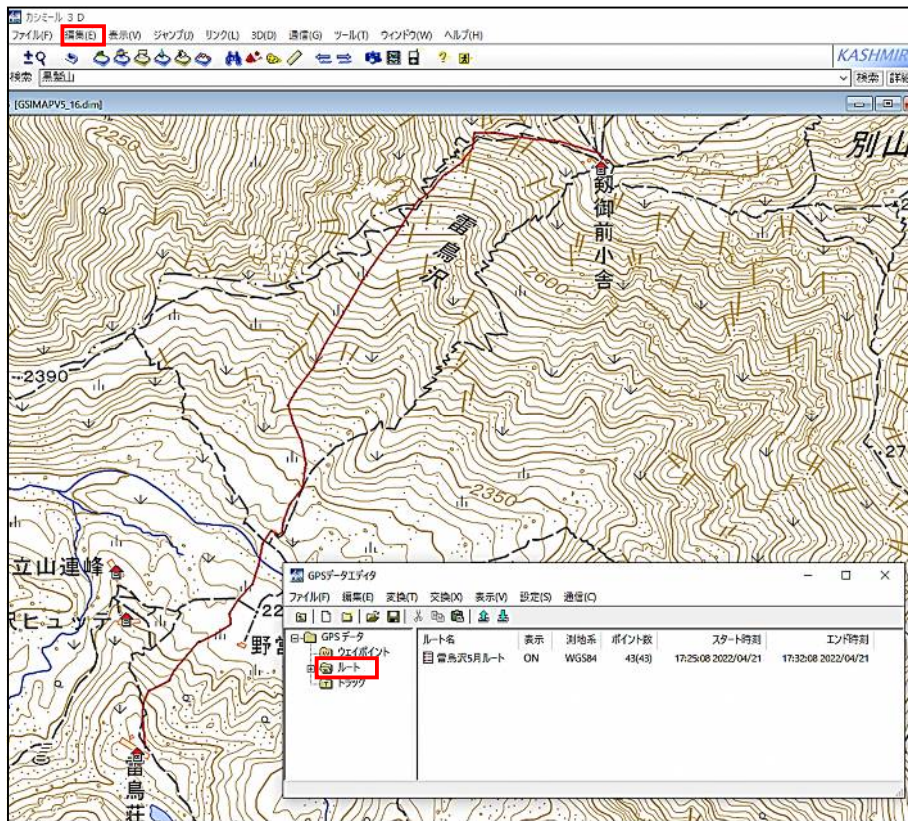 カシミール 3D
ファイル(F) 編集(E) 表示(V) ジャンプ(J) リンク(L) 3D(D) 通信(G) ツール(T) ウィンドウ(W) ヘルプ(H)
KASHMIR
検索 黒髪山 検索 詳細
[GSIMAPV5_16.dim]
2250
別山
剱御前小舎
雷鳥沢
2600
2390
2350
立山連峰
ヒュッテ
雷鳥荘
GPSデータエディタ
ファイル(F) 編集(E) 変換(T) 交換(X) 表示(V) 設定(S) 通信(C)
GPSデータ
ウェイポイント
ルート
トラック
ルート名 表示 測地系 ポイント数 スタート時刻 エンド時刻
雷鳥沢5月ルート ON WGS84 43(43) 17:25:08 2022/04/21 17:32:08 2022/04/21